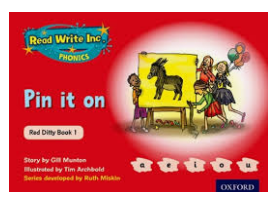 Read Write Inc.
PHONICS
Pin it on
Red Ditty Book 1
Story by Gill Munton
Illustrated by Tim Archbold
Series developed by Ruth Miskin
a e i o u
OXFORD